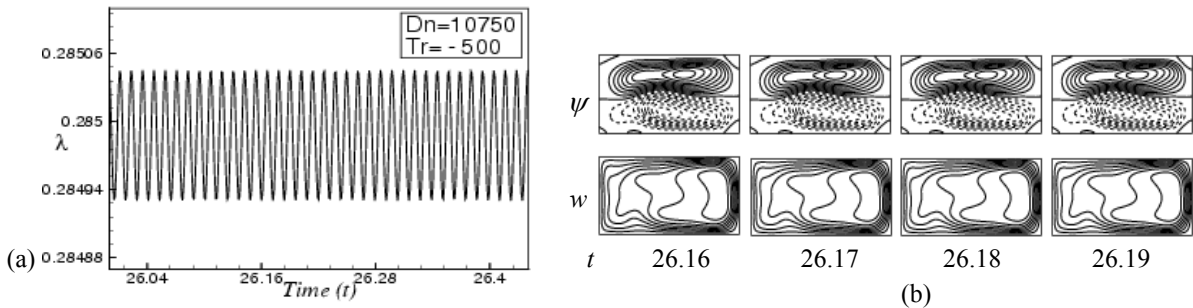 Dn=10750
Tr= - 500
0.28506
0.285
λ
0.28494
0.28488
26.04 26.16 26.28 26.4
Time (t)
(a)
ψ
w
t 26.16 26.17 26.18 26.19
(b)